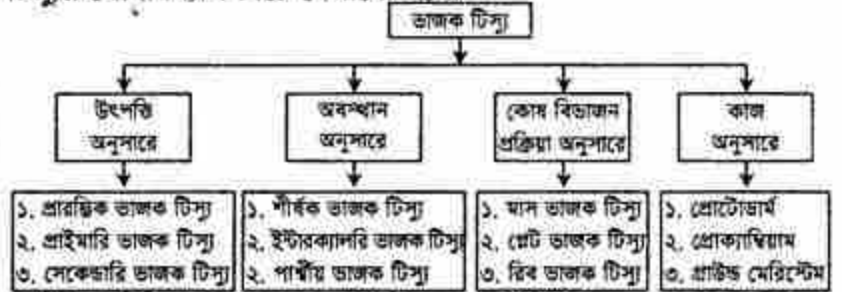 ভাজক টিস্যু
উৎপত্তি
অনুসারে
অবস্থান
অনুসারে
কোষ বিভাজন
প্রক্রিয়া অনুসারে
কাজ
অনুসারে
১. প্রারম্ভিক ভাজক টিস্যু
২. প্রাইমারি ভাজক টিস্যু
৩. সেকেন্ডারি ভাজক টিস্যু
১. শীর্ষক ভাজক টিস্যু
২. ইন্টারক্যালরি ভাজক টিস্যু
২. পার্শ্বীয় ভাজক টিস্যু
১. মাস ভাজক টিস্যু
২. প্লেট ভাজক টিস্যু
৩. রিব ভাজক টিস্যু
১. প্রোটোডার্ম
২. প্রোক্যাম্বিয়াম
৩. গ্রাউন্ড মেরিস্টেম